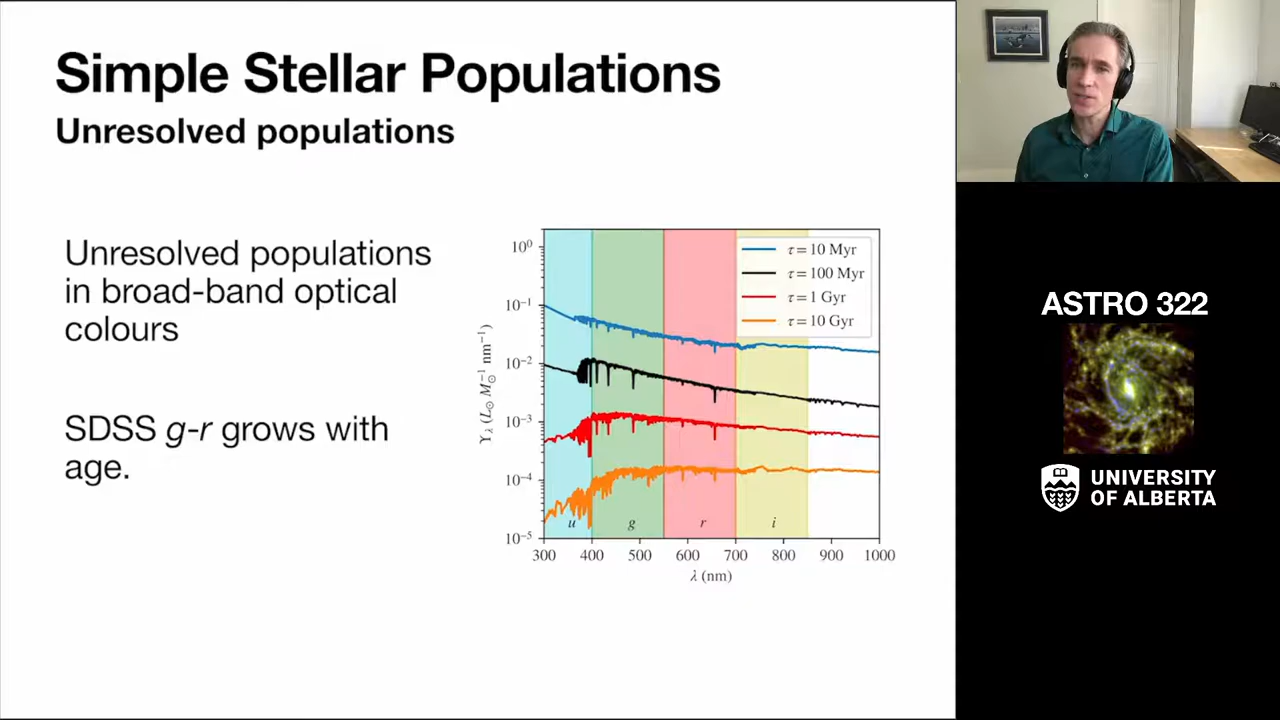 Simple Stellar Populations
Unresolved populations
Unresolved populations
in broad-band optical
colours
SDSS g-r grows with
age.
10⁰
10⁻¹
10⁻²
10⁻³
10⁻⁴
10⁻⁵
Υλ (L⊙ M⊙⁻¹ nm⁻¹)
τ = 10 Myr
τ = 100 Myr
τ = 1 Gyr
τ = 10 Gyr
u g r i
300 400 500 600 700 800 900 1000
λ (nm)
ASTRO 322
UNIVERSITY
OF ALBERTA